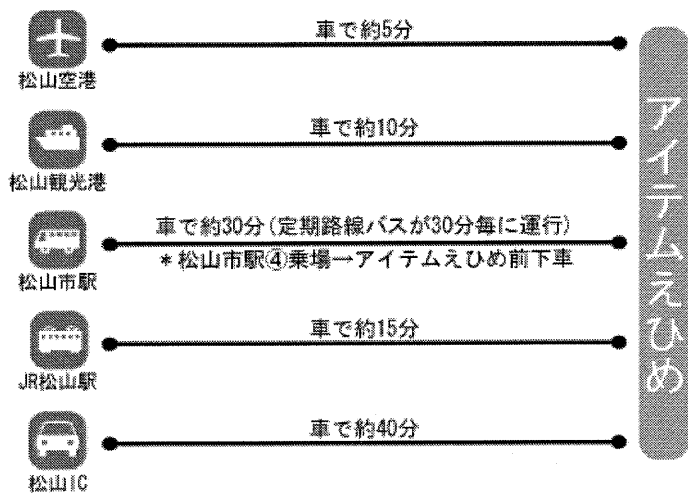 松山空港
車で約5分
松山観光港
車で約10分
松山市駅
車で約30分(定期路線バスが30分毎に運行)
*松山市駅④乗場→アイテムえひめ前下車
JR松山駅
車で約15分
松山IC
車で約40分
アイテムえひめ